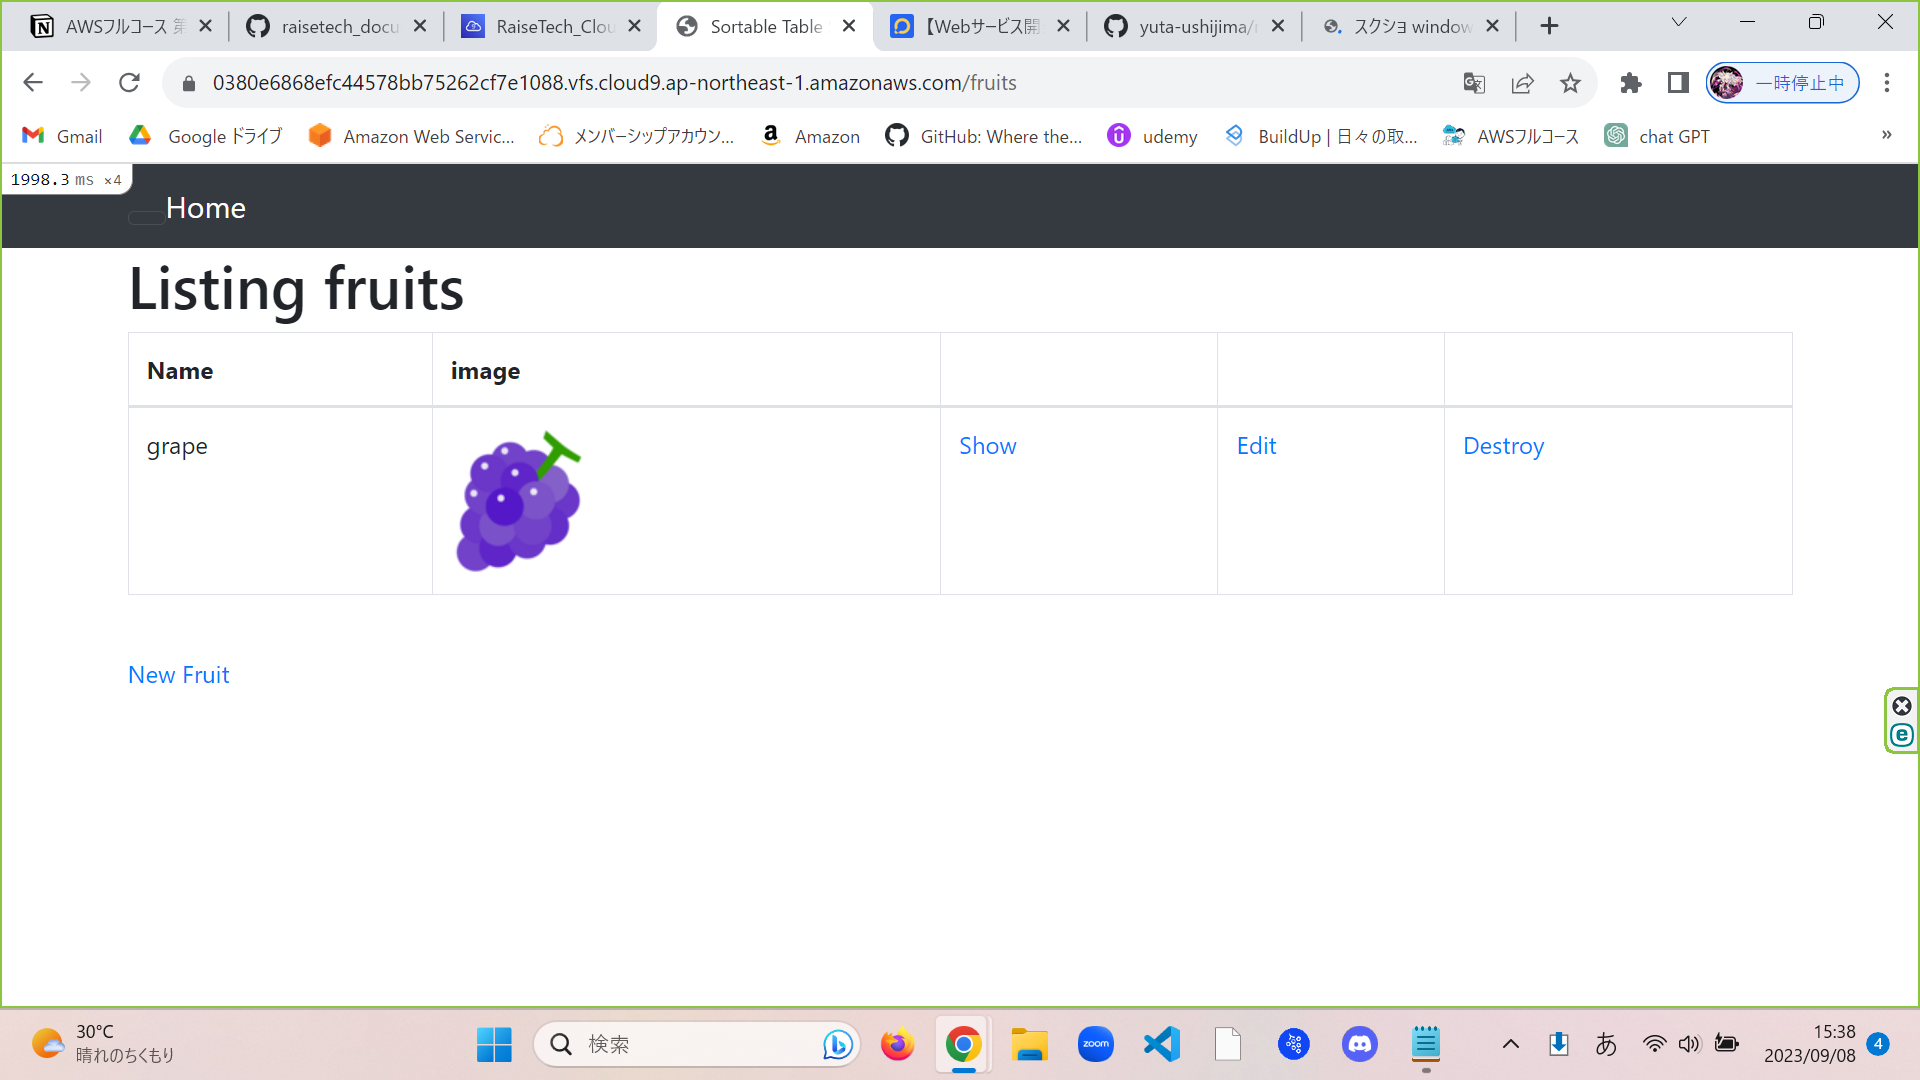 AWSフルコース 第
raisetech_docu
RaiseTech_Clou
Sortable Table
【Webサービス開
yuta-ushijima/
スクショ window
0380e6868efc44578bb75262cf7e1088.vfs.cloud9.ap-northeast-1.amazonaws.com/fruits
一時停止中
Gmail
Google ドライブ
Amazon Web Servic...
メンバーシップアカウン...
Amazon
GitHub: Where the...
udemy
BuildUp | 日々の取...
AWSフルコース
chat GPT
»
1998.3 ms ×4
Home
Listing fruits
Name
image
grape
Show
Edit
Destroy
New Fruit
30°C
晴れのちくもり
検索
zoom
あ
15:38
2023/09/08
4